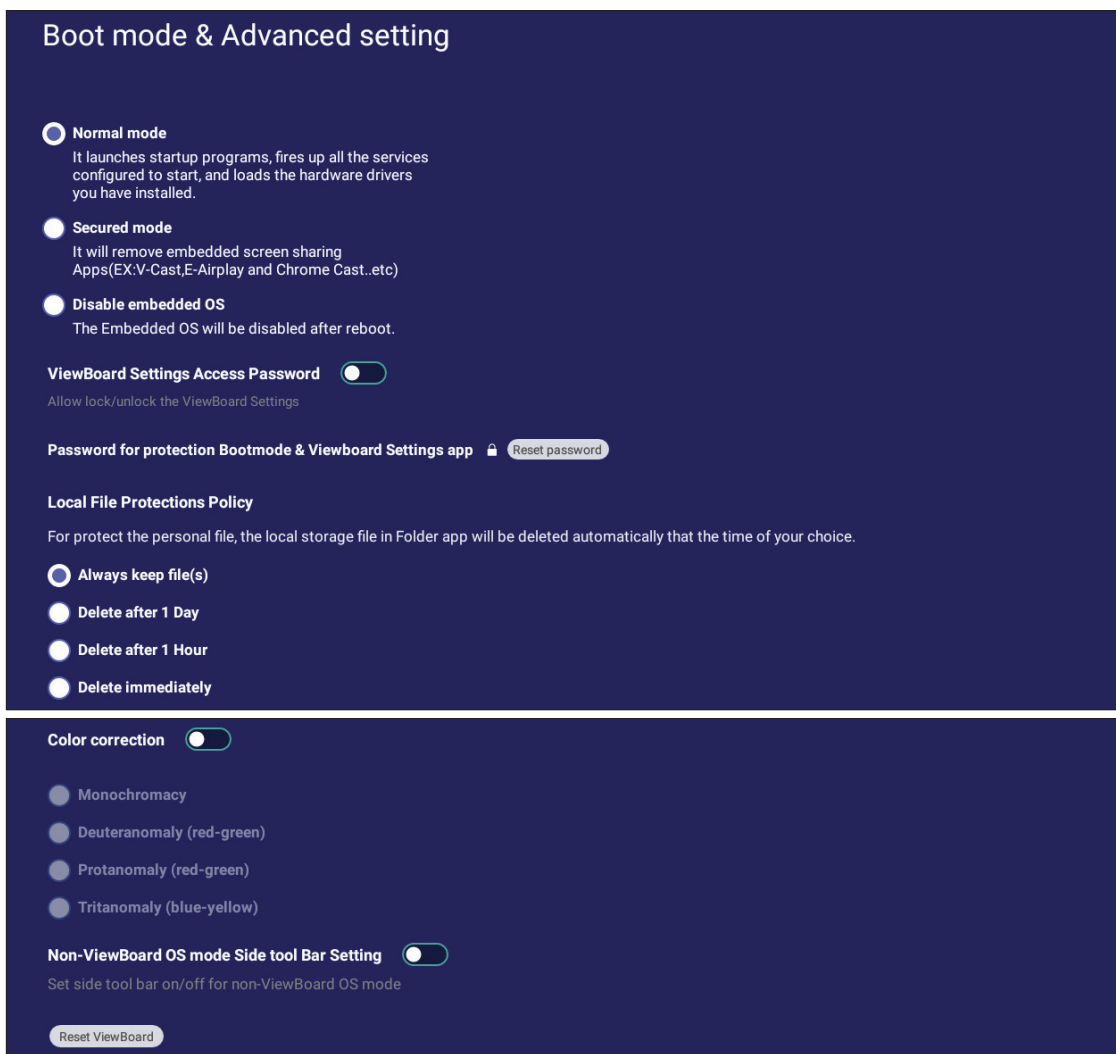 Boot mode & Advanced setting
Normal mode
It launches startup programs, fires up all the services
configured to start, and loads the hardware drivers
you have installed.
Secured mode
It will remove embedded screen sharing
Apps(EX:V-Cast,E-Airplay and Chrome Cast..etc)
Disable embedded OS
The Embedded OS will be disabled after reboot.
ViewBoard Settings Access Password
Allow lock/unlock the ViewBoard Settings
Password for protection Bootmode & Viewboard Settings app Reset password
Local File Protections Policy
For protect the personal file, the local storage file in Folder app will be deleted automatically that the time of your choice.
Always keep file(s)
Delete after 1 Day
Delete after 1 Hour
Delete immediately
Color correction
Monochromacy
Deuteranomaly (red-green)
Protanomaly (red-green)
Tritanomaly (blue-yellow)
Non-ViewBoard OS mode Side tool Bar Setting
Set side tool bar on/off for non-ViewBoard OS mode
Reset ViewBoard